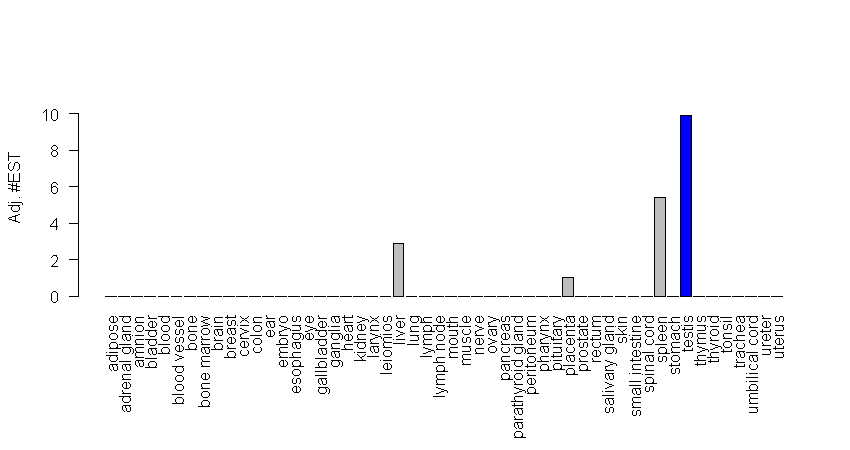 Adj. #EST
10
8
6
4
2
0
adipose
adrenal gland
amnion
bladder
blood
blood vessel
bone
bone marrow
brain
breast
cervix
colon
ear
embryo
esophagus
eye
gallbladder
ganglia
heart
kidney
larynx
leiomios
liver
lung
lymph
lymph node
mouth
muscle
nerve
ovary
pancreas
parathyroid gland
peritoneum
pharynx
pituitary
placenta
prostate
rectum
salivary gland
skin
small intestine
spinal cord
spleen
stomach
testis
thymus
thyroid
tonsil
trachea
umbilical cord
ureter
uterus